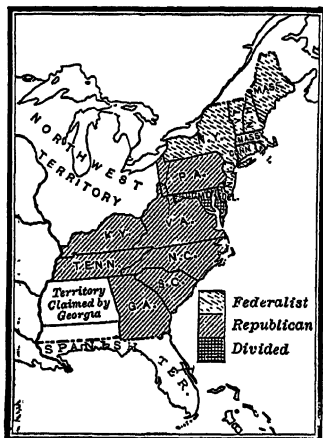 NORTHWEST
TERRITORY
MASS.
N.Y.
MASS.
PA.
VA.
KY.
N.C.
TENN.
S.C.
GA.
Territory
Claimed by
Georgia
SPANISH
TER.
Federalist
Republican
Divided